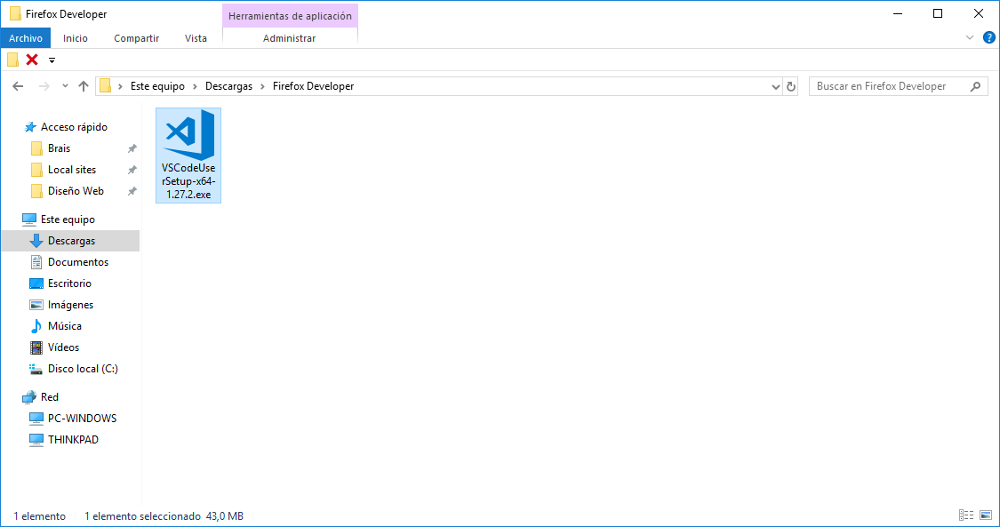 Firefox Developer
Herramientas de aplicación
Archivo Inicio Compartir Vista Administrar
Este equipo Descargas Firefox Developer
Buscar en Firefox Developer
Acceso rápido
Brais
Local sites
Diseño Web
Este equipo
Descargas
Documentos
Escritorio
Imágenes
Música
Vídeos
Disco local (C:)
Red
PC-WINDOWS
THINKPAD
VSCodeUse
rSetup-x64-
1.27.2.exe
1 elemento 1 elemento seleccionado 43,0 MB